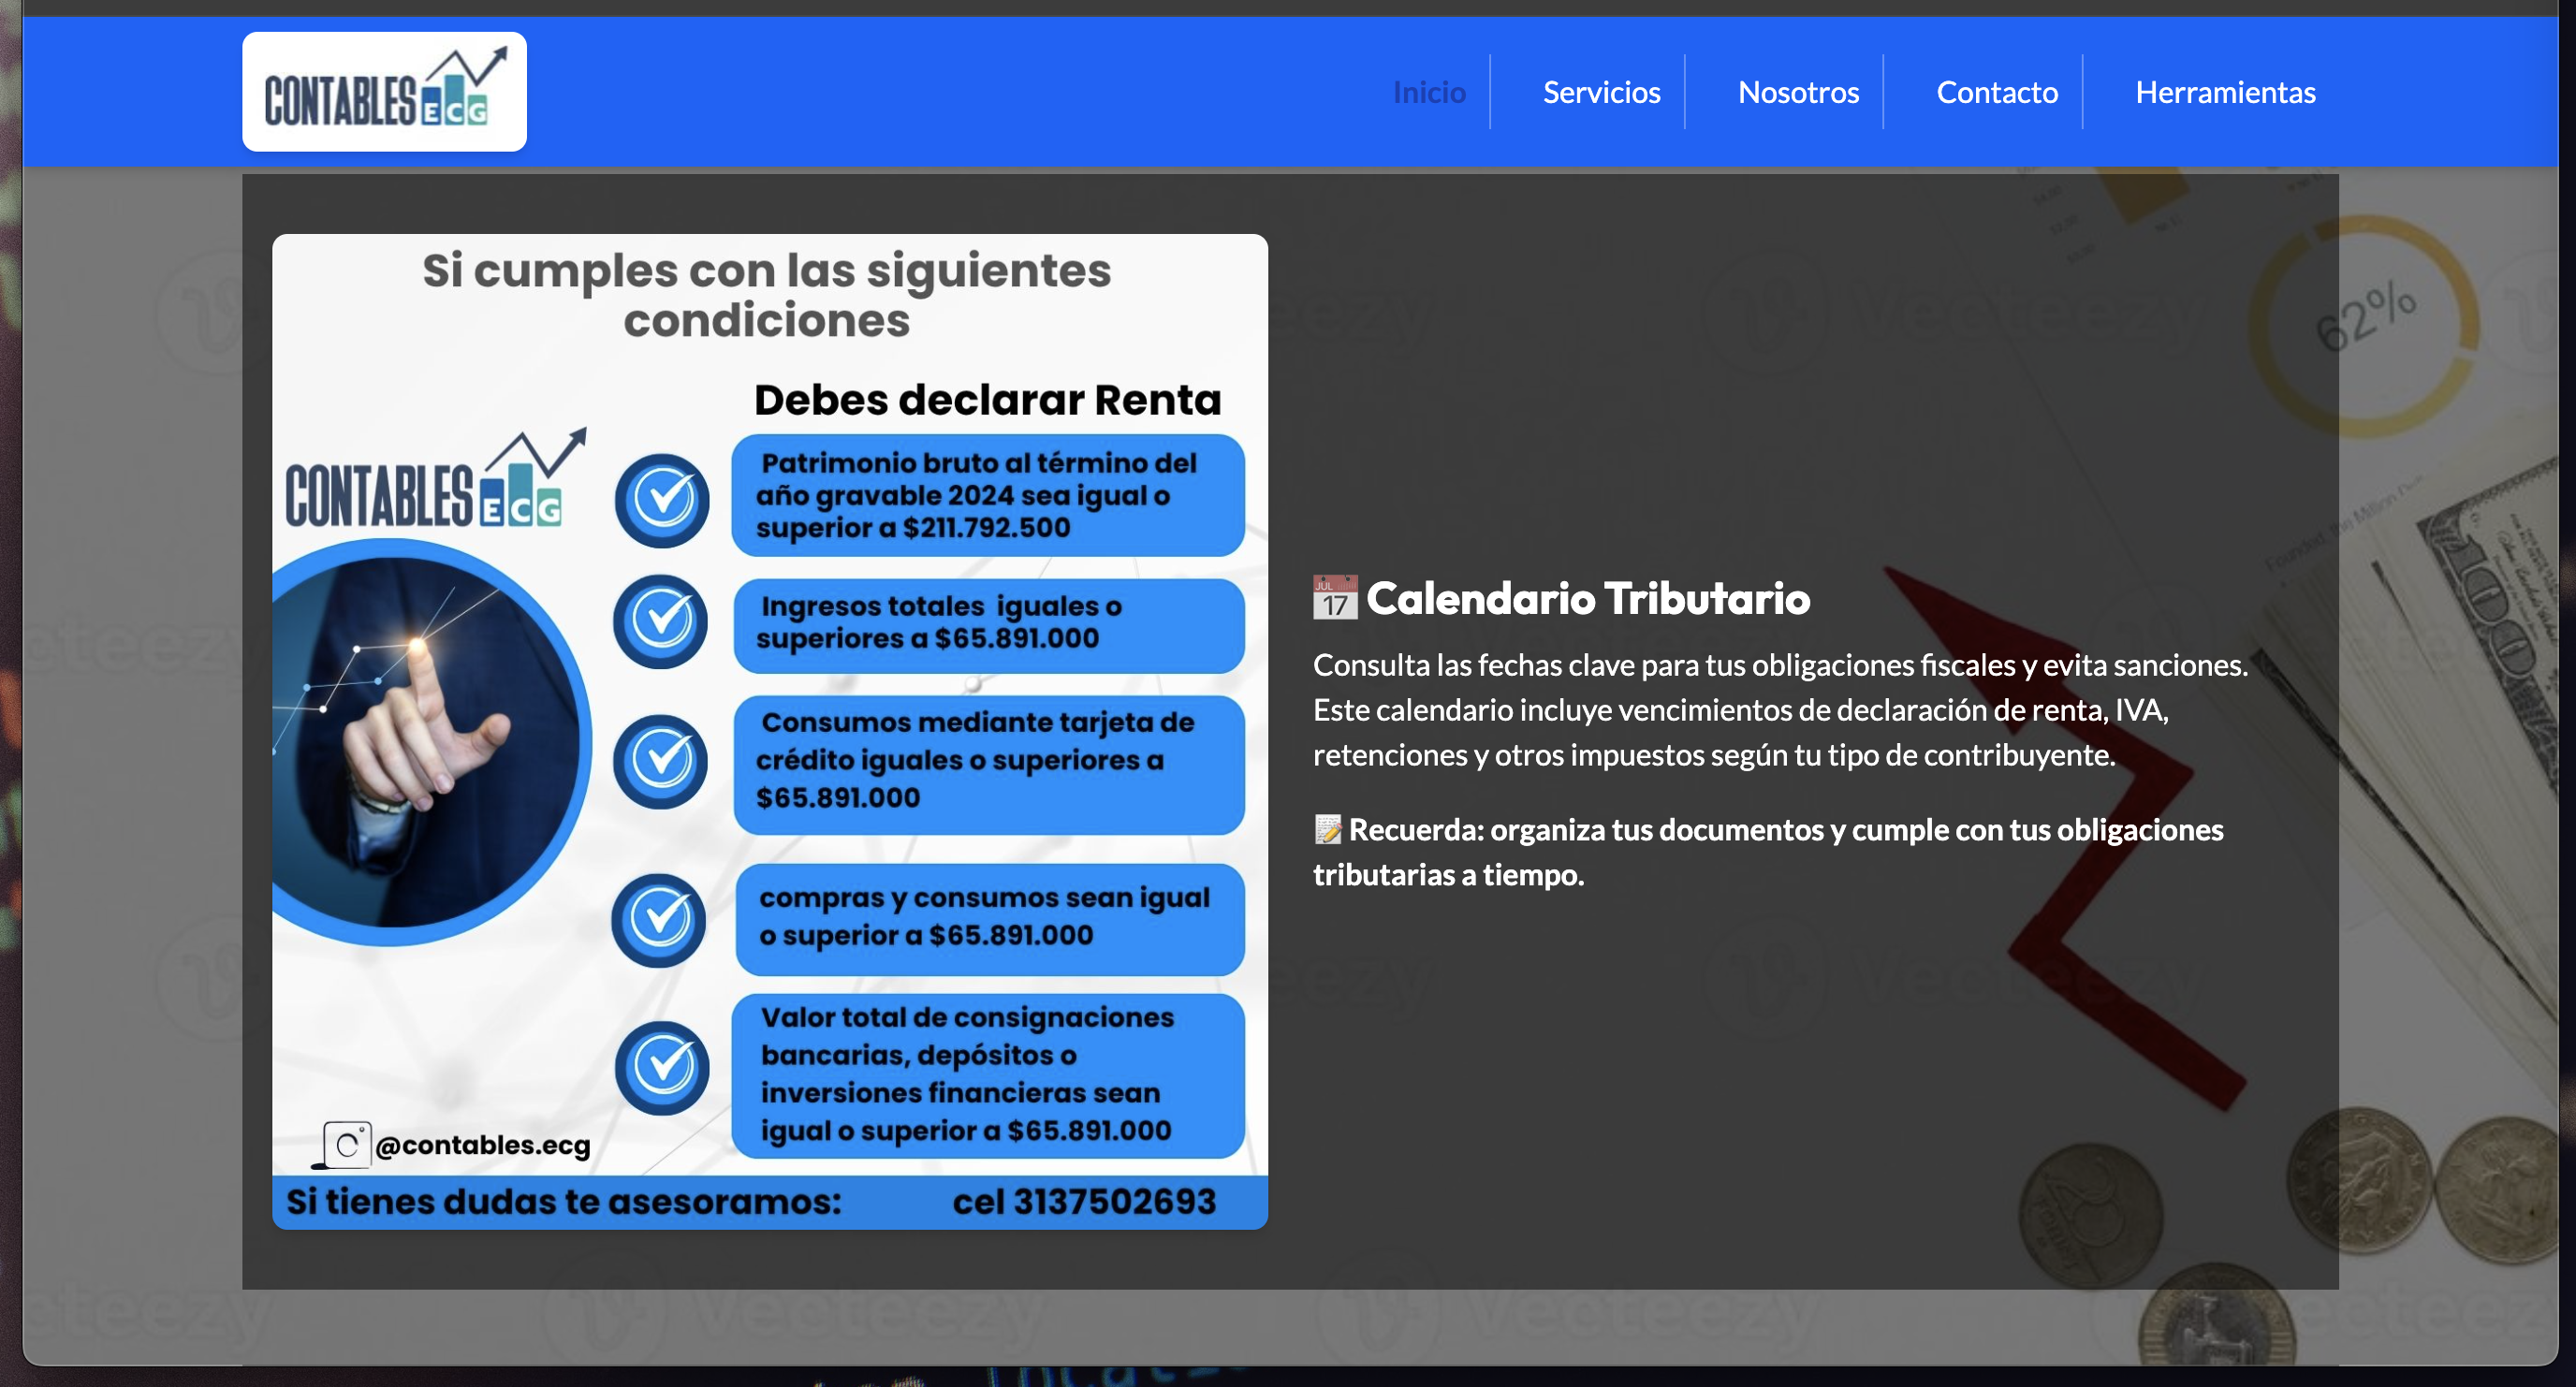 CONTABLES ECG
Inicio
Servicios
Nosotros
Contacto
Herramientas
Si cumples con las siguientes
condiciones
Debes declarar Renta
CONTABLES ECG
Patrimonio bruto al término del
año gravable 2024 sea igual o
superior a $211.792.500
Ingresos totales iguales o
superiores a $65.891.000
Consumos mediante tarjeta de
crédito iguales o superiores a
$65.891.000
compras y consumos sean igual
o superior a $65.891.000
Valor total de consignaciones
bancarias, depósitos o
inversiones financieras sean
igual o superior a $65.891.000
@contables.ecg
Si tienes dudas te asesoramos: cel 3137502693
JUL
17
Calendario Tributario
Consulta las fechas clave para tus obligaciones fiscales y evita sanciones.
Este calendario incluye vencimientos de declaración de renta, IVA,
retenciones y otros impuestos según tu tipo de contribuyente.
Recuerda: organiza tus documentos y cumple con tus obligaciones
tributarias a tiempo.
62%
100
Vecteezy
Vecteezy
Vecteezy
Vecteezy